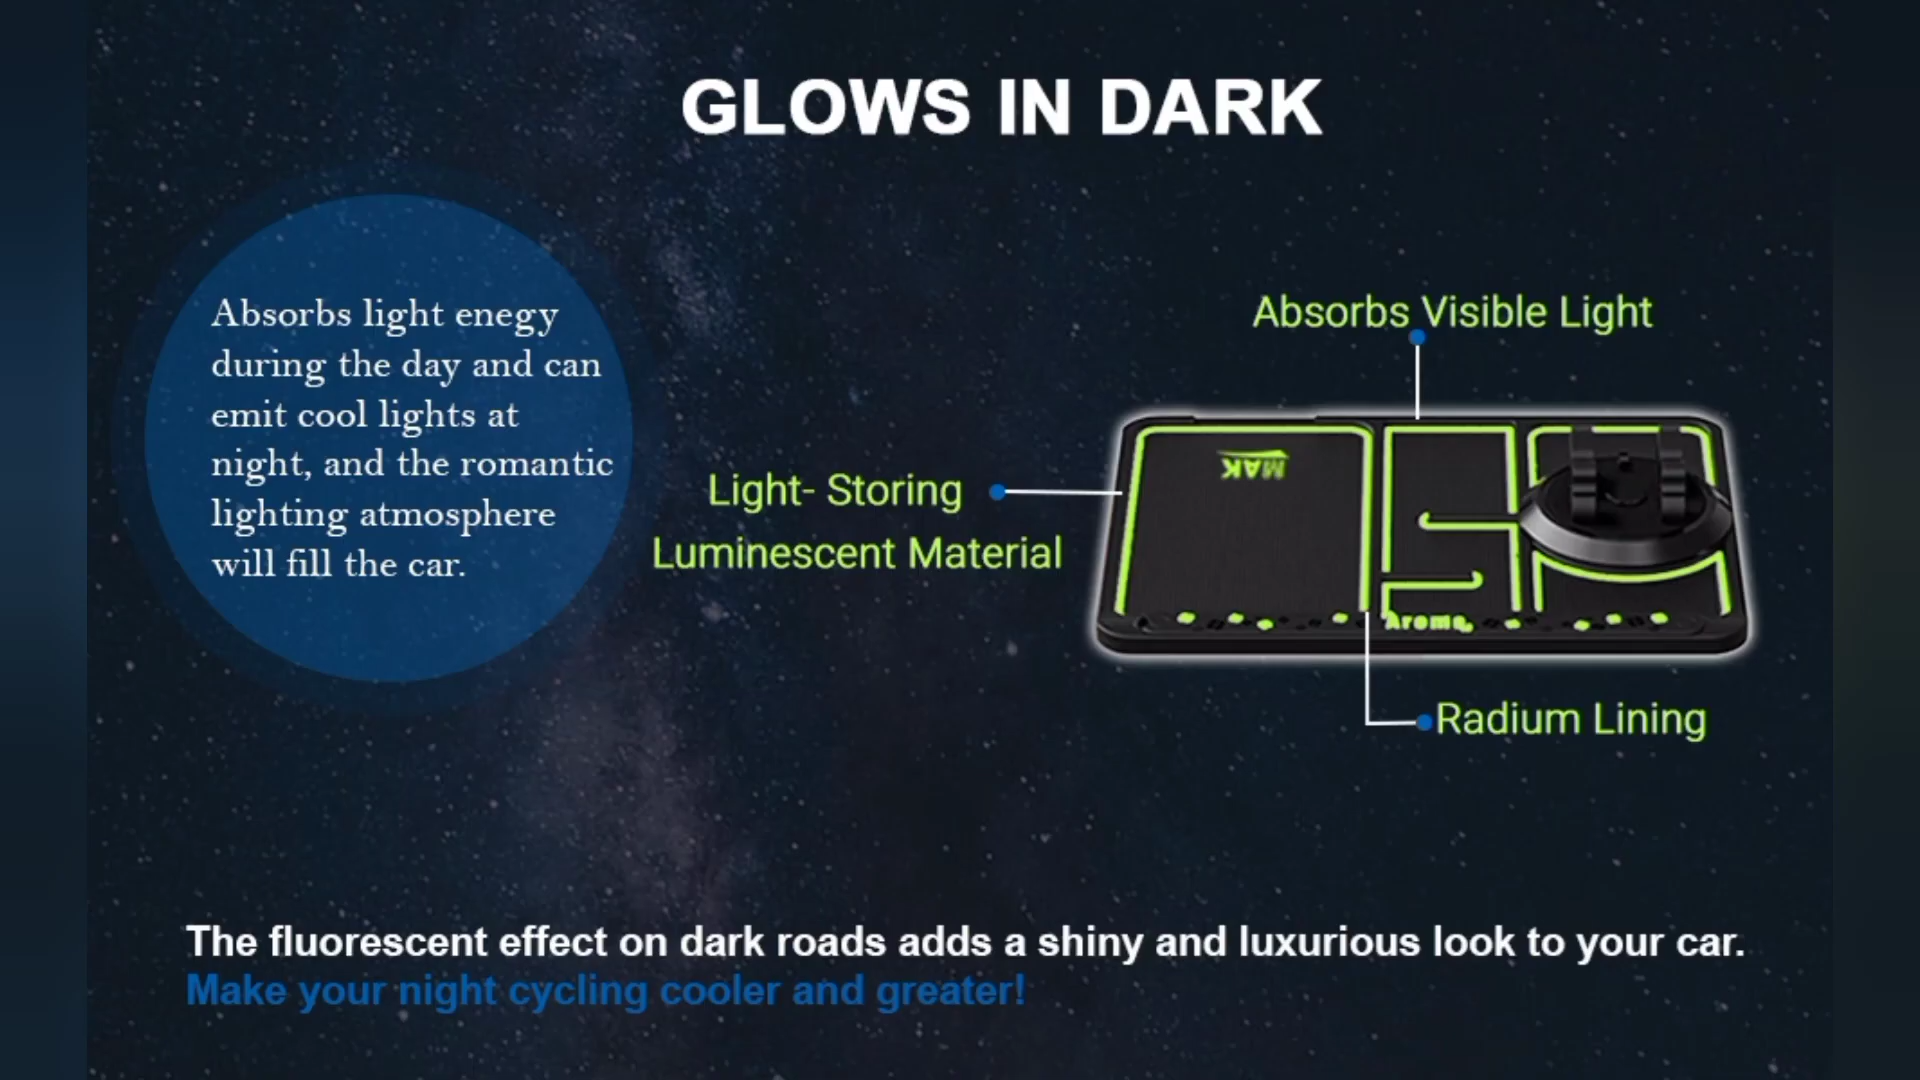 GLOWS IN DARK
Absorbs light enegy
during the day and can
emit cool lights at
night, and the romantic
lighting atmosphere
will fill the car.
Absorbs Visible Light
Light- Storing
Luminescent Material
MAK
Aroma
Radium Lining
The fluorescent effect on dark roads adds a shiny and luxurious look to your car.
Make your night cycling cooler and greater!